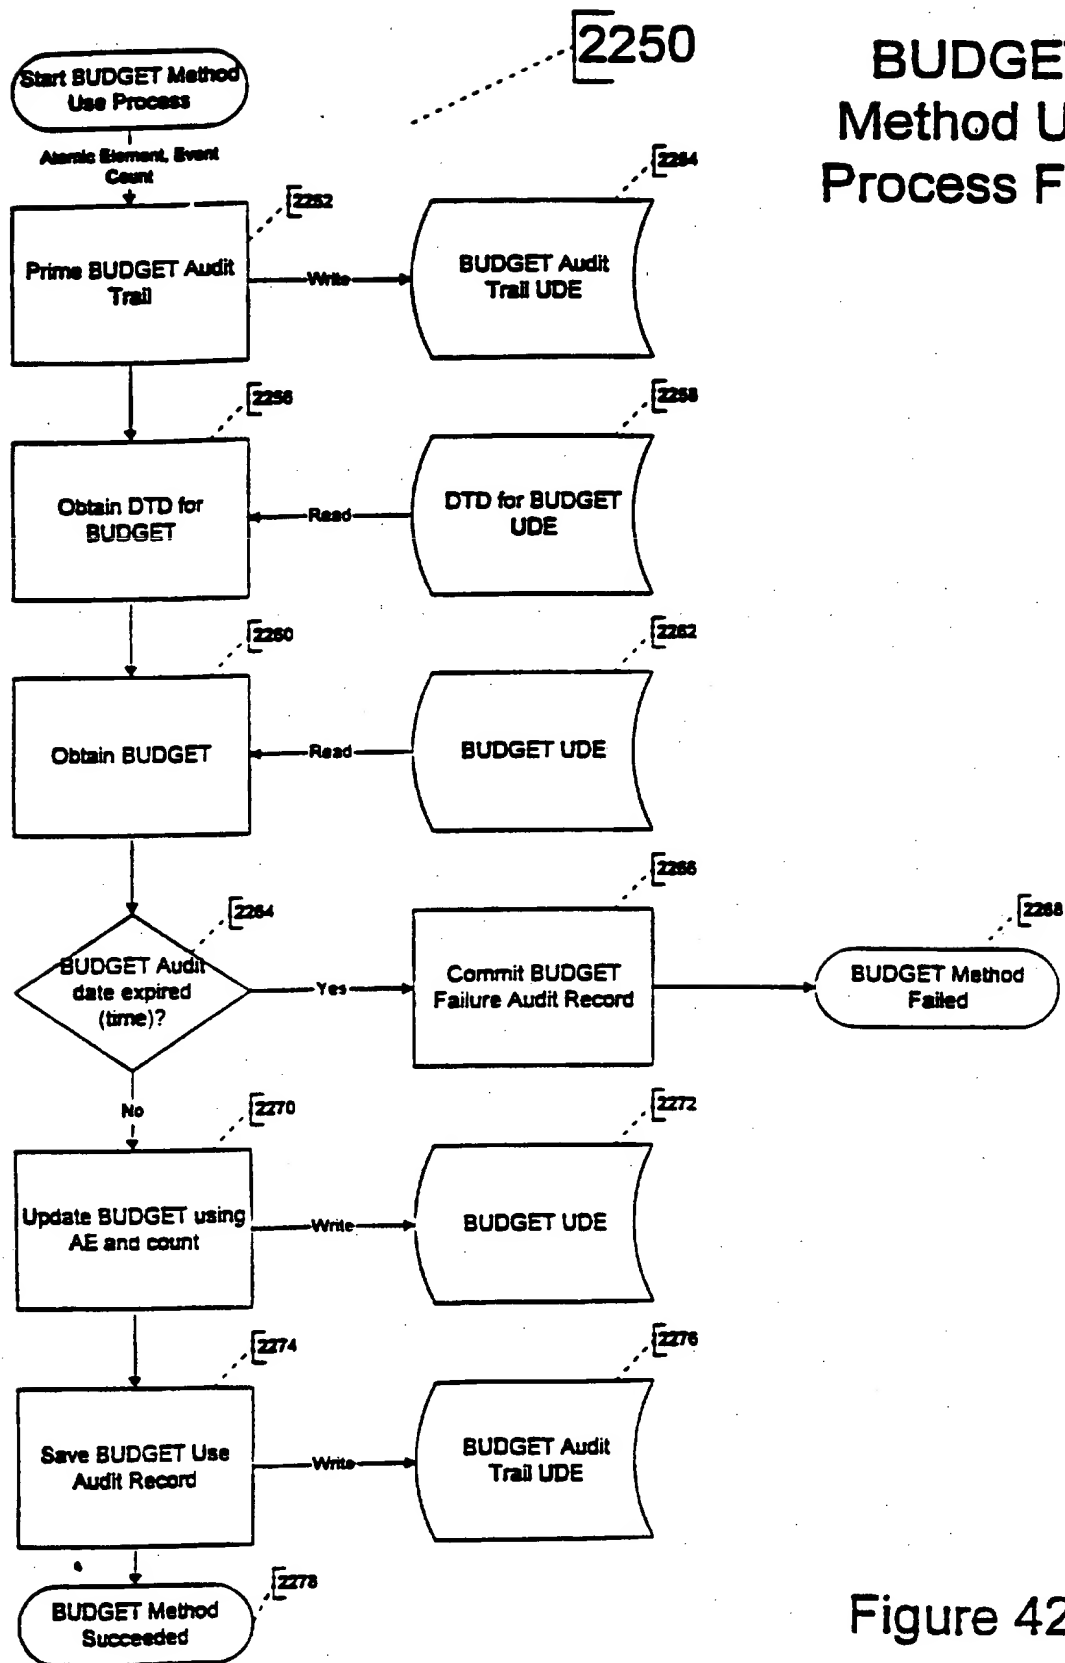 2250
BUDGET
Method U
Process F
Start BUDGET Method
Use Process
Atomic Element, Event
Count
2252
2254
Prime BUDGET Audit
Trail
Write
BUDGET Audit
Trail UDE
2256
2258
Obtain DTD for
BUDGET
Read
DTD for BUDGET
UDE
2260
2262
Obtain BUDGET
Read
BUDGET UDE
2264
2266
2268
BUDGET Audit
date expired
(time)?
Yes
Commit BUDGET
Failure Audit Record
BUDGET Method
Failed
No
2270
2272
Update BUDGET using
AE and count
Write
BUDGET UDE
2274
2276
Save BUDGET Use
Audit Record
Write
BUDGET Audit
Trail UDE
2278
BUDGET Method
Succeeded
Figure 42